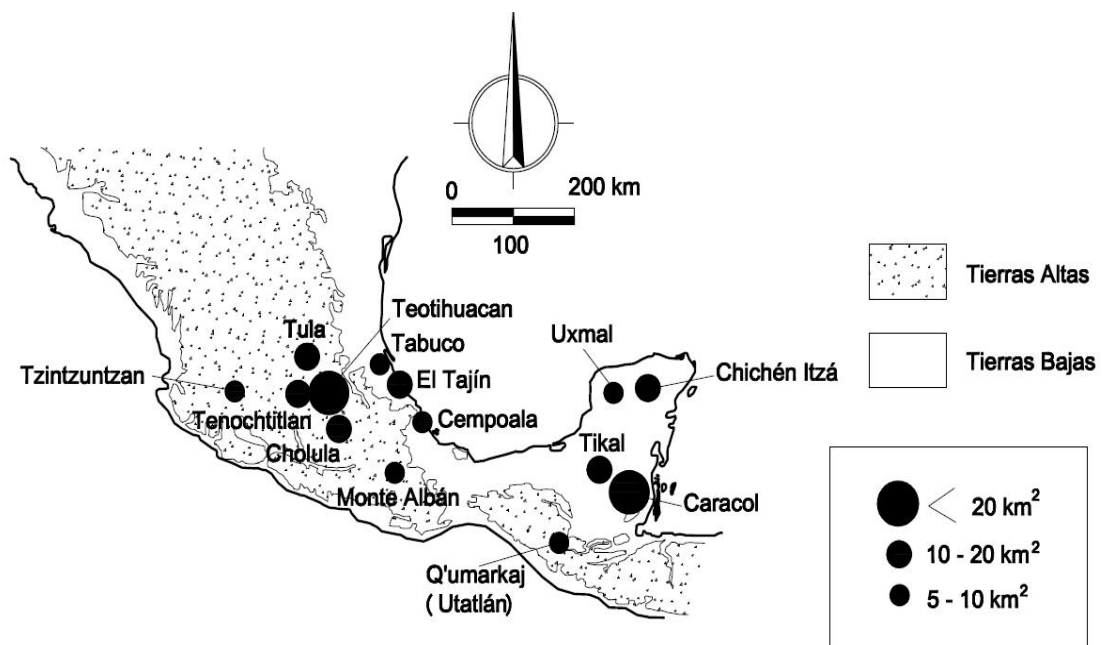 0
200 km
100
Tierras Altas
Tierras Bajas
Teotihuacan
Tula
Tabuco
Uxmal
Tzintzuntzan
El Tajín
Chichén Itzá
Tenochtitlan
Cempoala
Cholula
Tikal
Monte Albán
Caracol
Q'umarkaj
( Utatlán)
< 20 km²
10 - 20 km²
5 - 10 km²